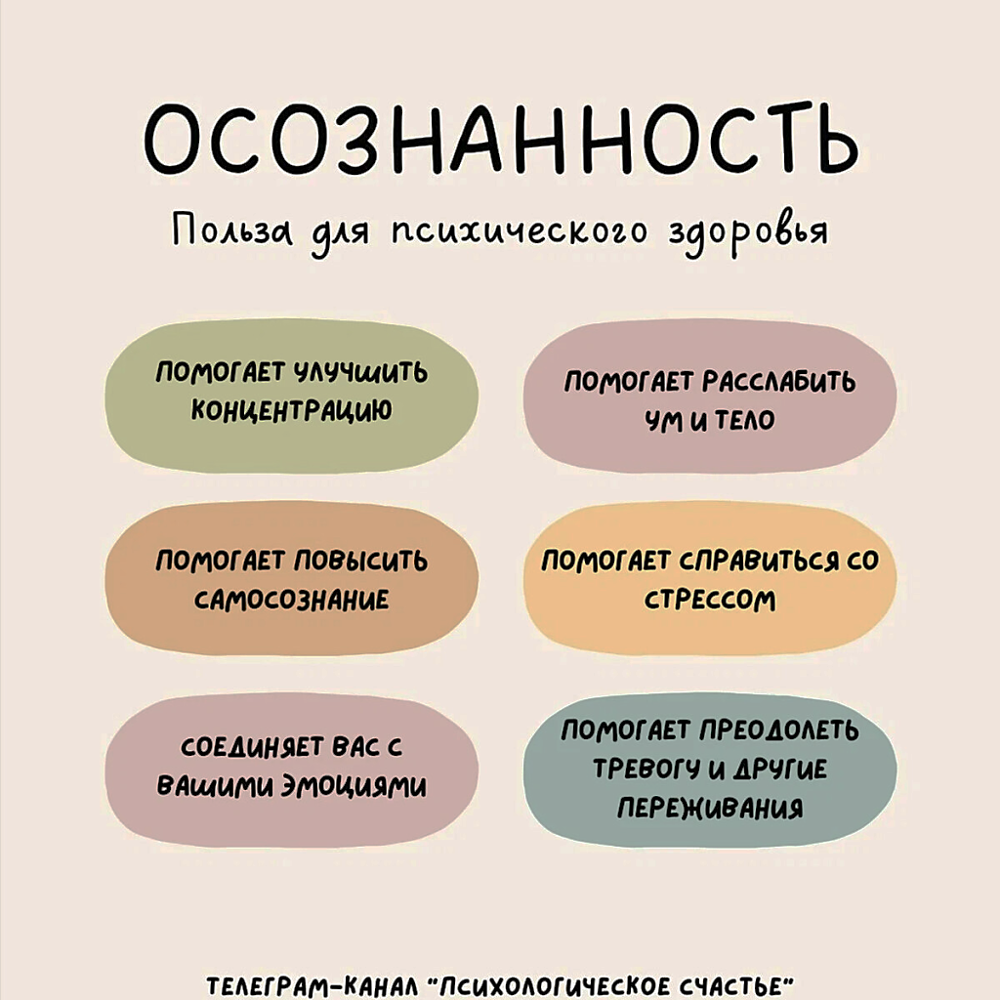 ОСОЗНАННОСТЬ
Польза для психического здоровья
ПОМОГАЕТ УЛУЧШИТЬ
КОНЦЕНТРАЦИЮ
ПОМОГАЕТ РАССЛАБИТЬ
УМ И ТЕЛО
ПОМОГАЕТ ПОВЫСИТЬ
САМОСОЗНАНИЕ
ПОМОГАЕТ СПРАВИТЬСЯ СО
СТРЕССОМ
СОЕДИНЯЕТ ВАС С
ВАШИМИ ЭМОЦИЯМИ
ПОМОГАЕТ ПРЕОДОЛЕТЬ
ТРЕВОГУ И ДРУГИЕ
ПЕРЕЖИВАНИЯ
ТЕЛЕГРАМ-КАНАЛ "ПСИХОЛОГИЧЕСКОЕ СЧАСТЬЕ"